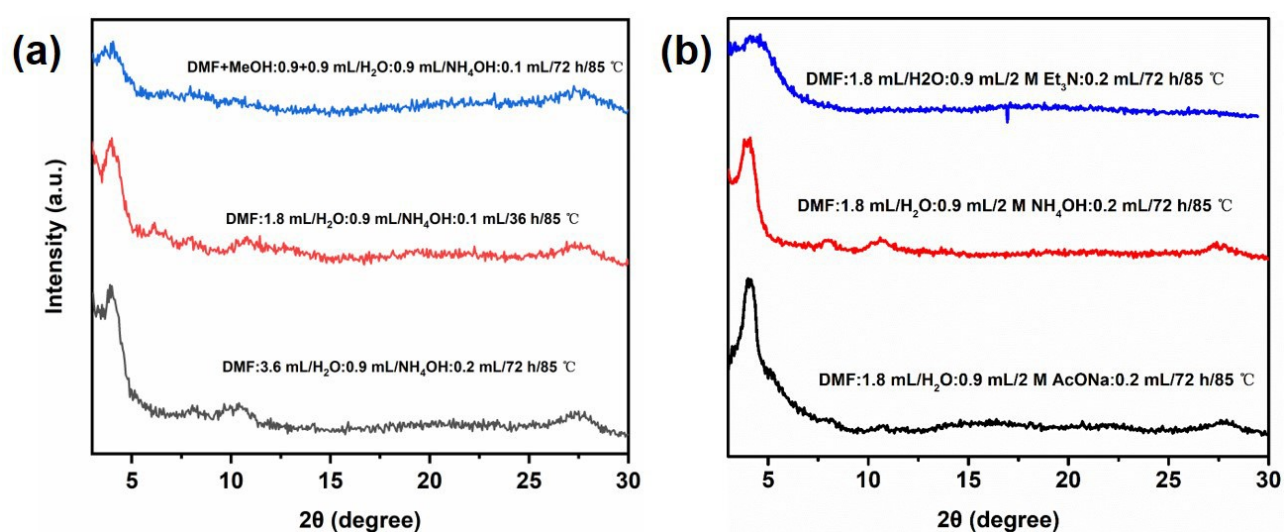 (a)
Intensity (a.u.)
DMF+MeOH:0.9+0.9 mL/H₂O:0.9 mL/NH₄OH:0.1 mL/72 h/85 ℃
DMF:1.8 mL/H₂O:0.9 mL/NH₄OH:0.1 mL/36 h/85 ℃
DMF:3.6 mL/H₂O:0.9 mL/NH₄OH:0.2 mL/72 h/85 ℃
5 10 15 20 25 30
2θ (degree)
(b)
DMF:1.8 mL/H2O:0.9 mL/2 M Et₃N:0.2 mL/72 h/85 ℃
DMF:1.8 mL/H₂O:0.9 mL/2 M NH₄OH:0.2 mL/72 h/85 ℃
DMF:1.8 mL/H₂O:0.9 mL/2 M AcONa:0.2 mL/72 h/85 ℃
5 10 15 20 25 30
2θ (degree)